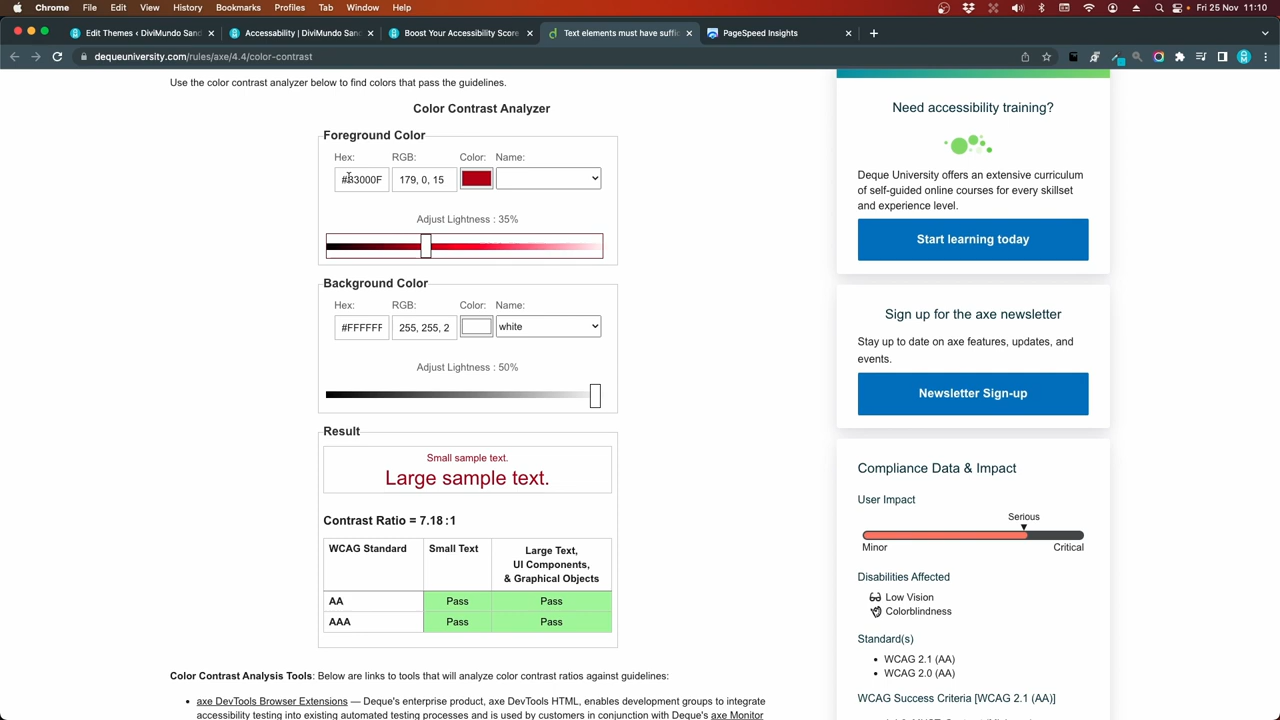 Chrome File Edit View History Bookmarks Profiles Tab Window Help Fri 25 Nov 11:10
Edit Themes ‹ DiviMundo San Accessability | DiviMundo San Boost Your Accessibility Score Text elements must have suffic PageSpeed Insights
dequeuniversity.com/rules/axe/4.4/color-contrast
Use the color contrast analyzer below to find colors that pass the guidelines.
Color Contrast Analyzer
Foreground Color
Hex: RGB: Color: Name:
179, 0, 15
Adjust Lightness : 35%
Background Color
Hex: RGB: Color: Name:
#FFFFFF 255, 255, 2 white
Adjust Lightness : 50%
Result
Small sample text.
Large sample text.
Contrast Ratio = 7.18 : 1
WCAG Standard Small Text Large Text,
UI Components,
& Graphical Objects
AA Pass Pass
AAA Pass Pass
Color Contrast Analysis Tools: Below are links to tools that will analyze color contrast ratios against guidelines:
• axe DevTools Browser Extensions — Deque's enterprise product, axe DevTools HTML, enables development groups to integrate
accessibility testing into existing automated testing processes and is used by customers in conjunction with Deque's axe Monitor
Need accessibility training?
Deque University offers an extensive curriculum
of self-guided online courses for every skillset
and experience level.
Start learning today
Sign up for the axe newsletter
Stay up to date on axe features, updates, and
events.
Newsletter Sign-up
Compliance Data & Impact
User Impact
Serious
Minor Critical
Disabilities Affected
Low Vision
Colorblindness
Standard(s)
• WCAG 2.1 (AA)
• WCAG 2.0 (AA)
WCAG Success Criteria [WCAG 2.1 (AA)]